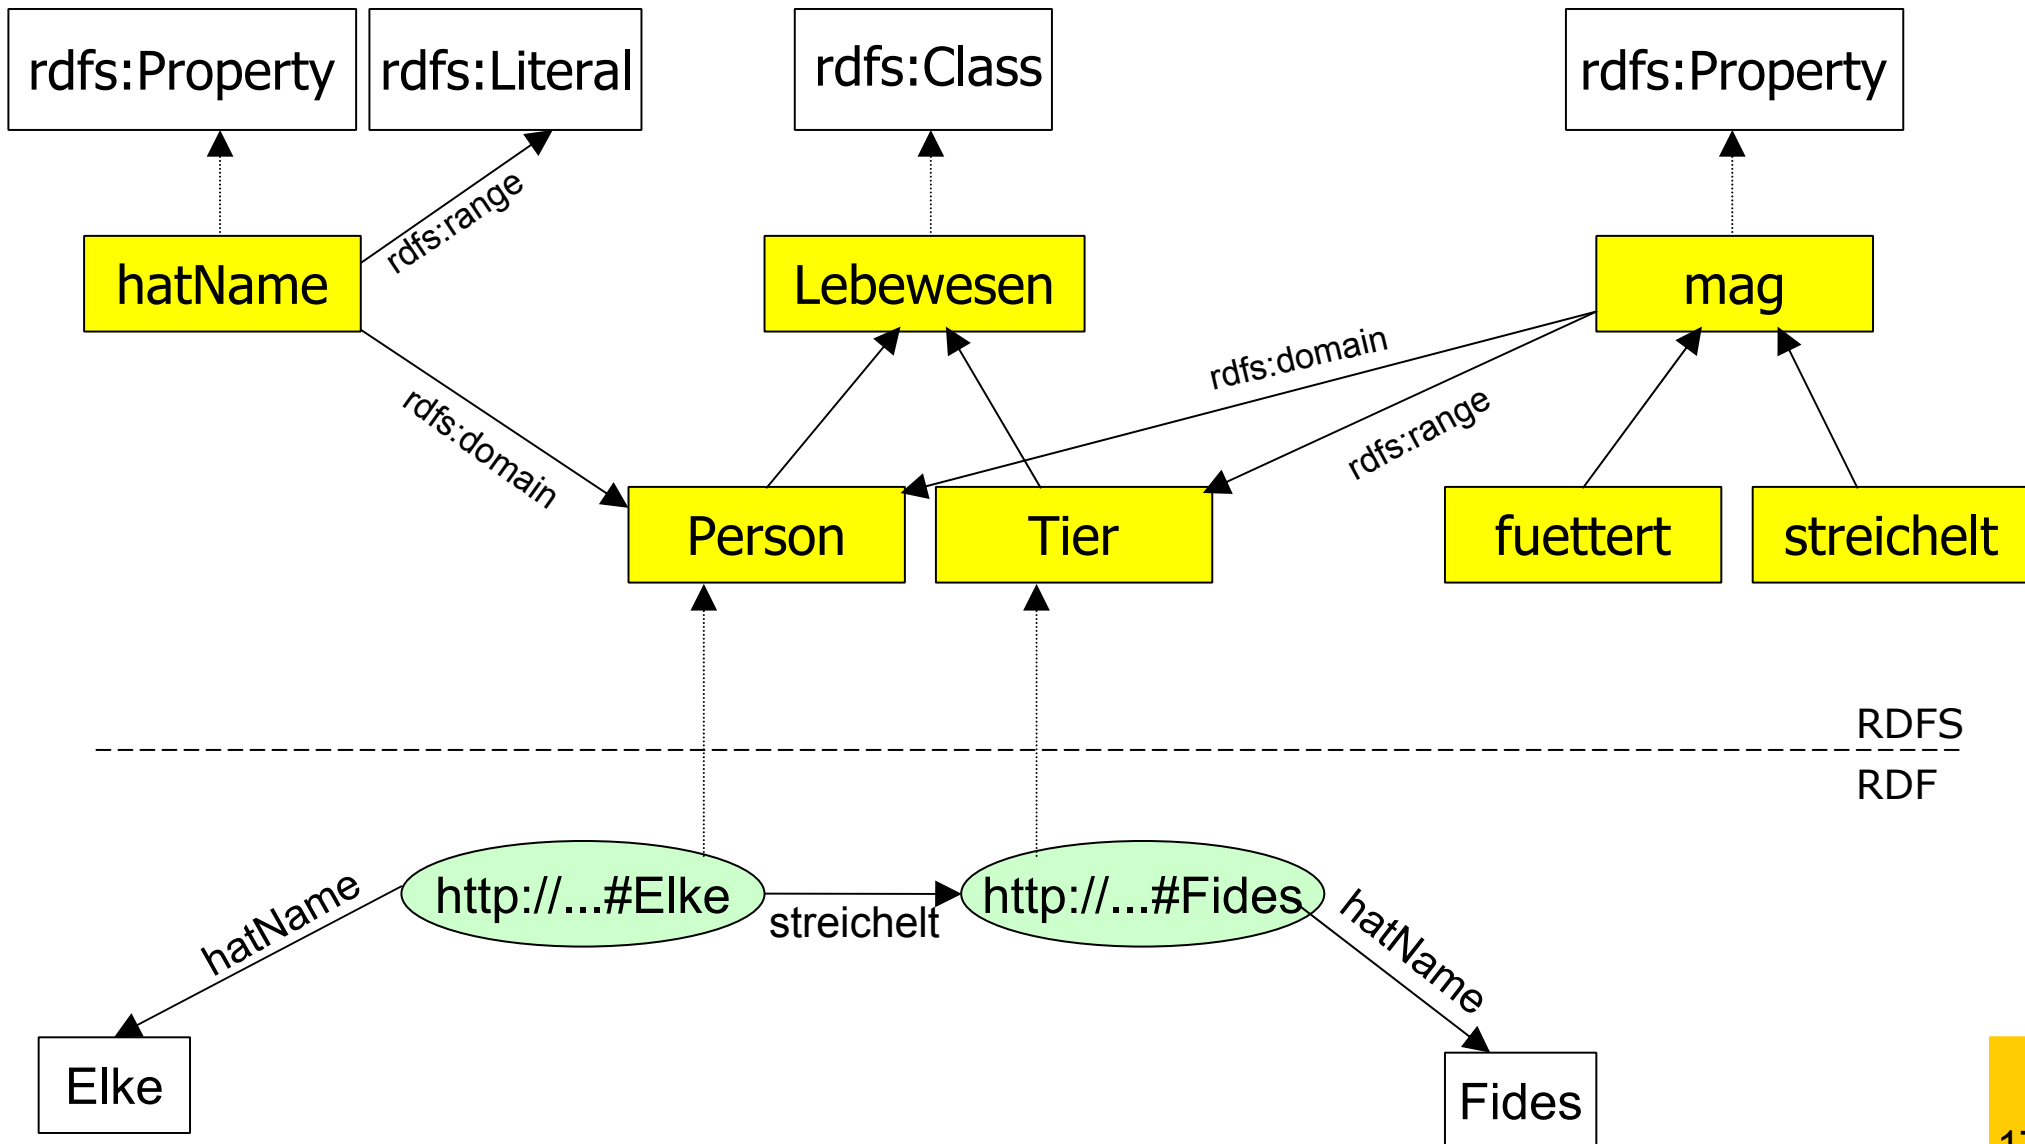 rdfs:Property
rdfs:Literal
rdfs:Class
rdfs:Property
rdfs:range
hatName
Lebewesen
mag
rdfs:domain
rdfs:domain
rdfs:range
Person
Tier
fuettert
streichelt
RDFS
RDF
http://...#Elke
streichelt
http://...#Fides
hatName
hatName
Elke
Fides